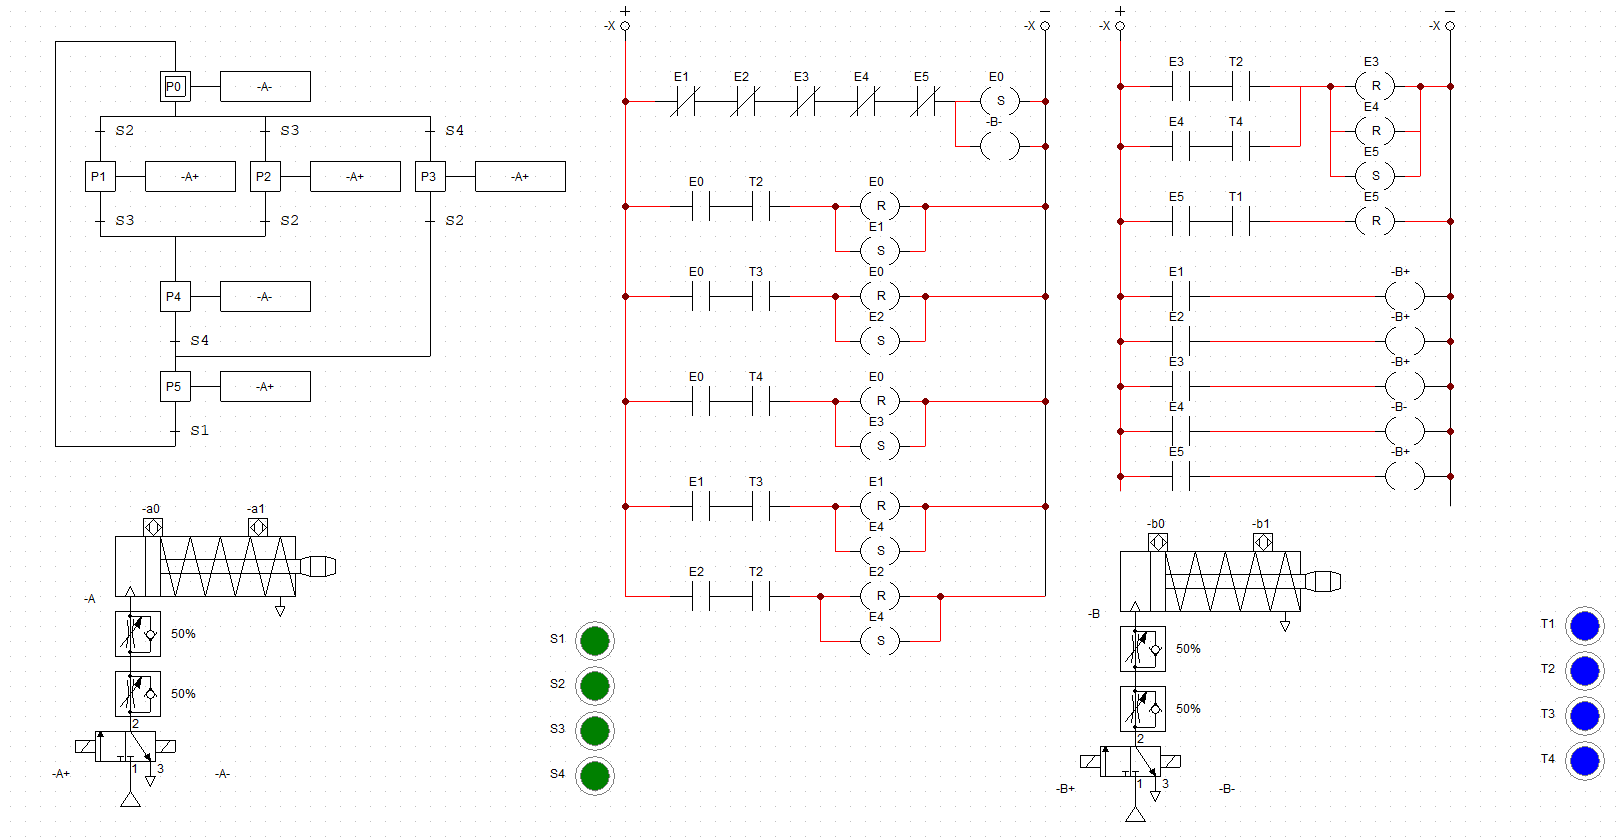 P0 -A-
S2 S3 S4
P1 -A+ P2 -A+ P3 -A+
S3 S2 S2
P4 -A-
S4
P5 -A+
S1
-a0 -a1
-A
50%
50%
2
1 3
-A+ -A-
+ −
-X -X
E1 E2 E3 E4 E5 E0
S
-B-
E0 T2 E0
R
E1
S
E0 T3 E0
R
E2
S
E0 T4 E0
R
E3
S
E1 T3 E1
R
E4
S
E2 T2 E2
R
E4
S
S1
S2
S3
S4
+ −
-X -X
E3 T2 E3
R
E4
E4 T4 R
E5
S
E5 T1 E5
R
E1 -B+
E2 -B+
E3 -B+
E4 -B-
E5 -B+
-b0 -b1
-B
50%
50%
2
1 3
-B+ -B-
T1
T2
T3
T4